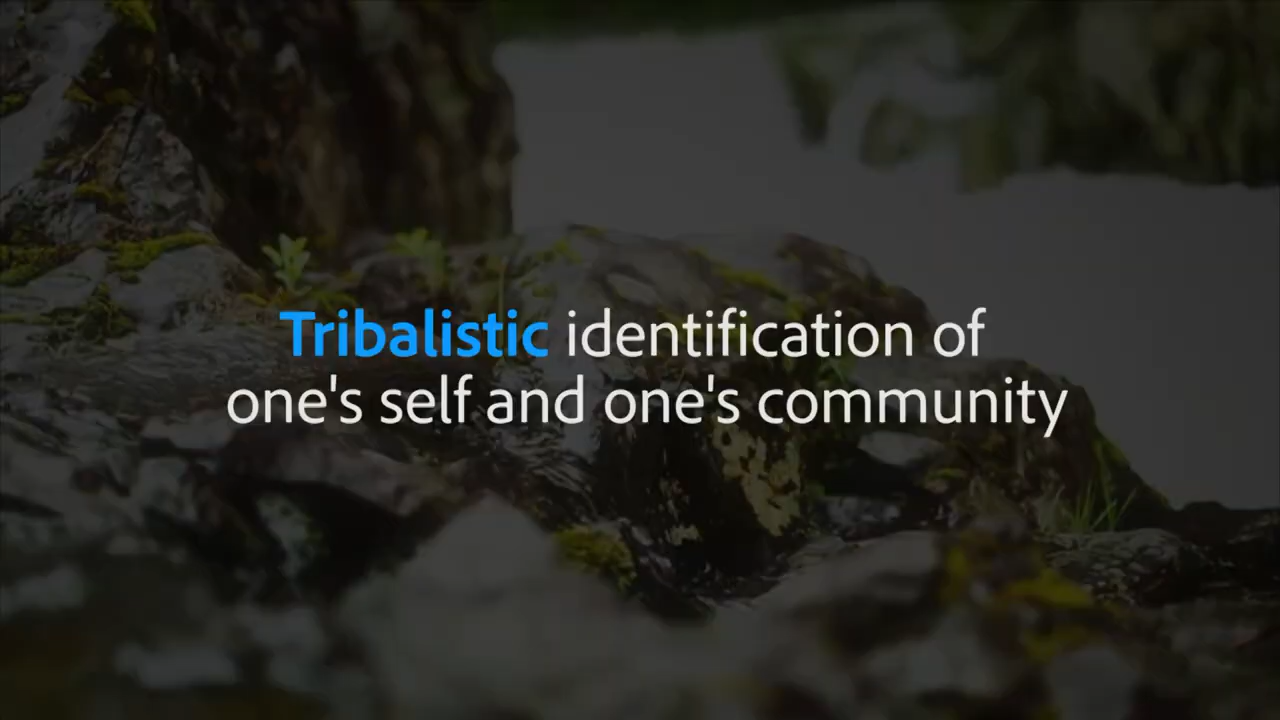 Tribalistic identification of
one's self and one's community